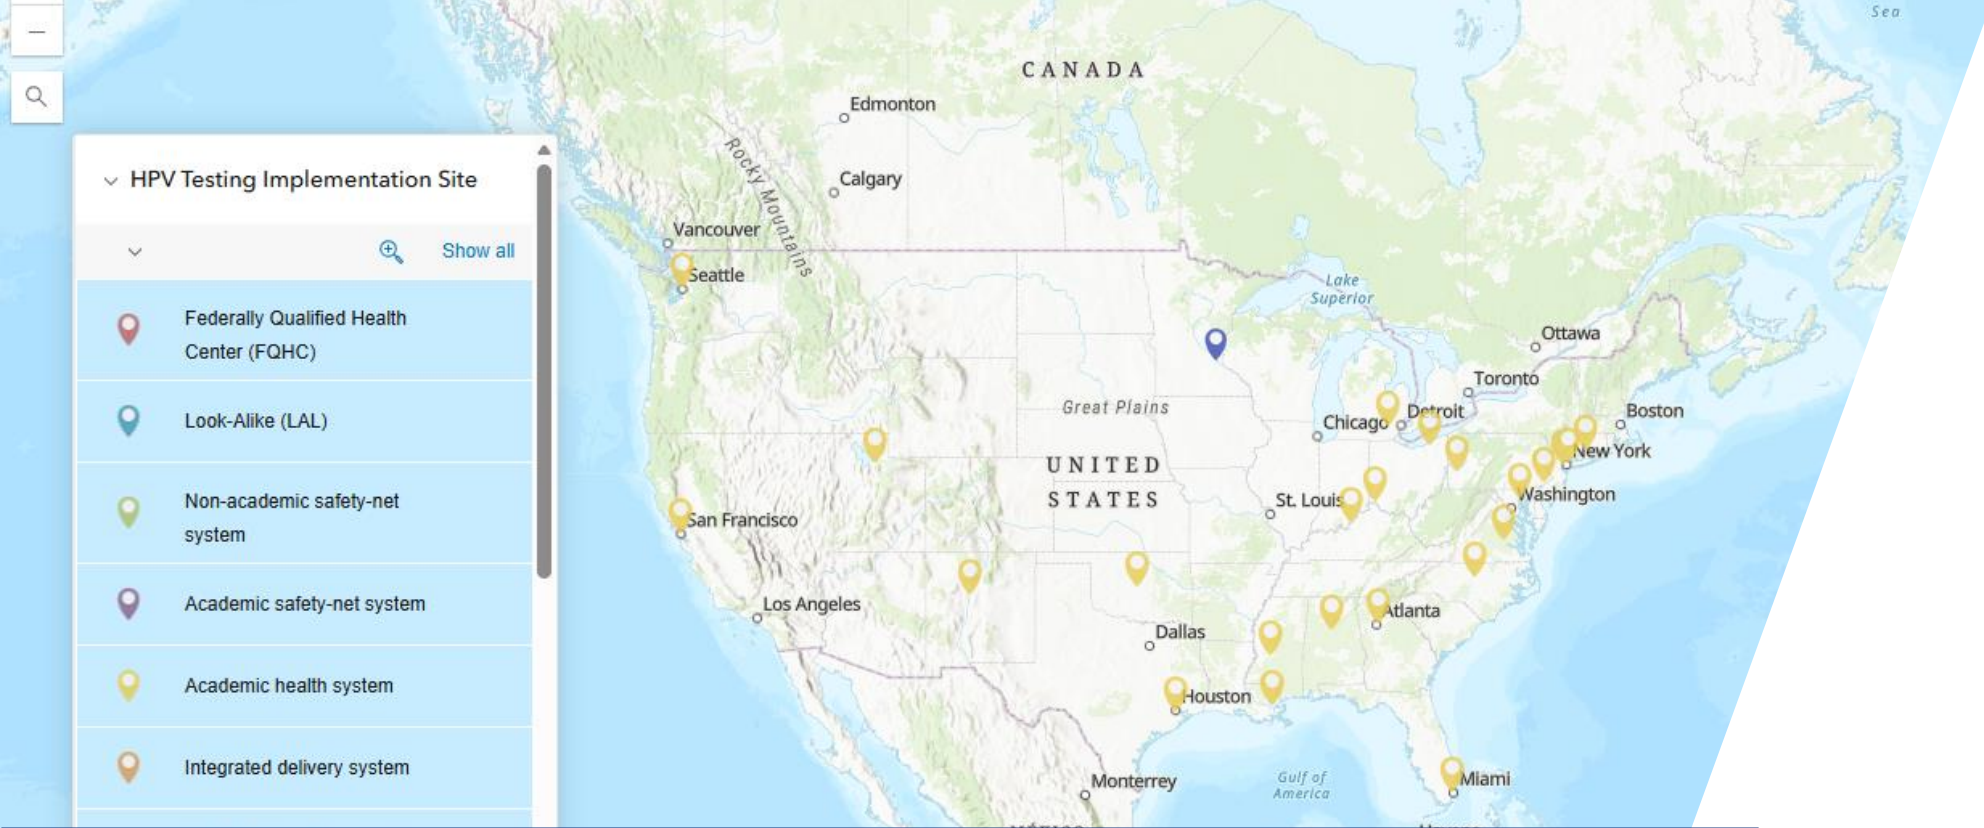 HPV Testing Implementation Site
Show all
Federally Qualified Health
Center (FQHC)
Look-Alike (LAL)
Non-academic safety-net
system
Academic safety-net system
Academic health system
Integrated delivery system
Sea
CANADA
Edmonton
Rocky Mountains
Calgary
Vancouver
Seattle
Lake
Superior
Ottawa
Toronto
Great Plains
Chicago
Detroit
Boston
New York
UNITED
STATES
St. Louis
Washington
San Francisco
Los Angeles
Atlanta
Dallas
Houston
Monterrey
Gulf of
America
Miami